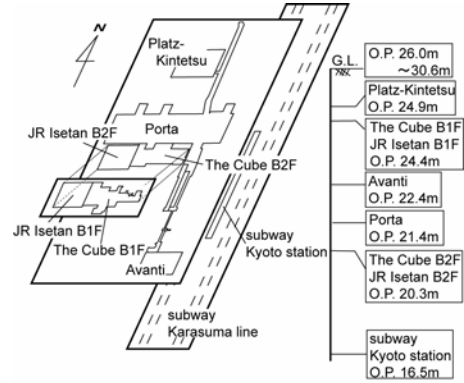 N
Platz-
Kintetsu
Porta
JR Isetan B2F
The Cube B2F
JR Isetan B1F
The Cube B1F
Avanti
subway
Kyoto station
subway
Karasuma line
G.L.
O.P. 26.0m
~30.6m
Platz-Kintetsu
O.P. 24.9m
The Cube B1F
JR Isetan B1F
O.P. 24.4m
Avanti
O.P. 22.4m
Porta
O.P. 21.4m
The Cube B2F
JR Isetan B2F
O.P. 20.3m
subway
Kyoto station
O.P. 16.5m